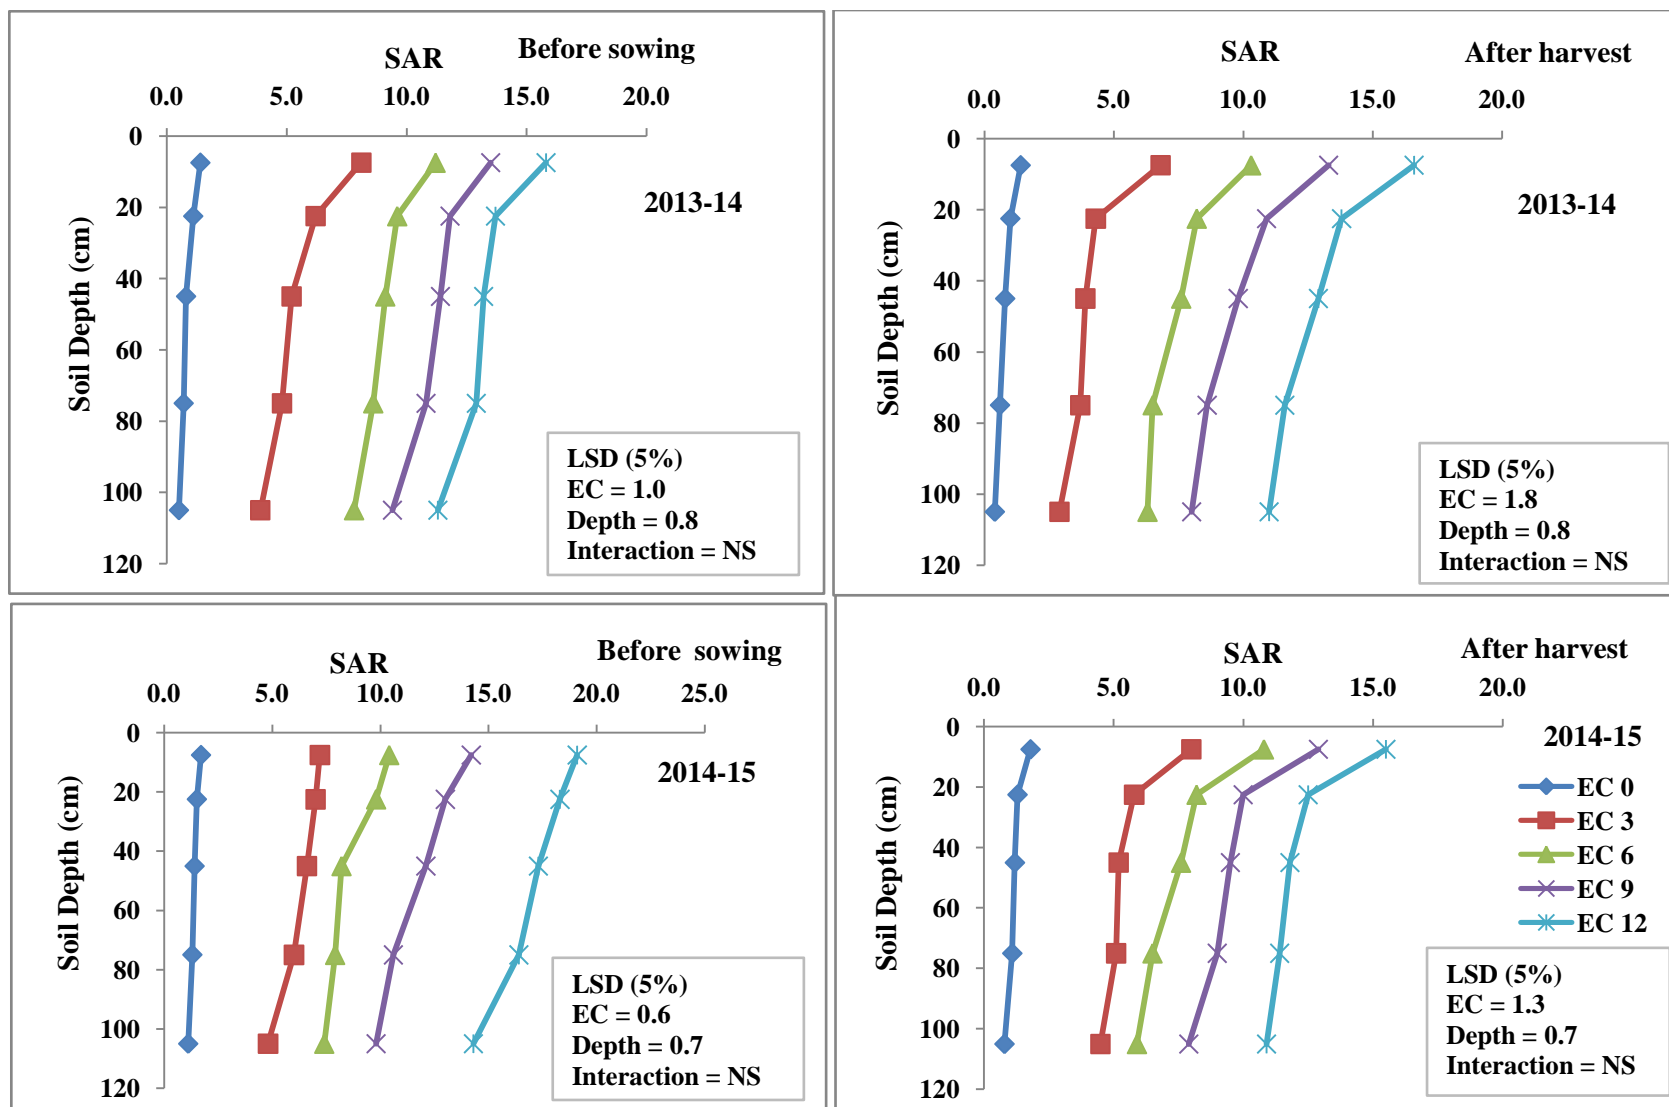 SAR
Before sowing
0.0 5.0 10.0 15.0 20.0
0
20
40
60
80
100
120
Soil Depth (cm)
2013-14
LSD (5%)
EC = 1.0
Depth = 0.8
Interaction = NS
SAR
After harvest
0.0 5.0 10.0 15.0 20.0
0
20
40
60
80
100
120
Soil Depth (cm)
2013-14
LSD (5%)
EC = 1.8
Depth = 0.8
Interaction = NS
SAR
Before sowing
0.0 5.0 10.0 15.0 20.0 25.0
0
20
40
60
80
100
120
Soil Depth (cm)
2014-15
LSD (5%)
EC = 0.6
Depth = 0.7
Interaction = NS
SAR
After harvest
0.0 5.0 10.0 15.0 20.0
0
20
40
60
80
100
120
Soil Depth (cm)
2014-15
EC 0
EC 3
EC 6
EC 9
EC 12
LSD (5%)
EC = 1.3
Depth = 0.7
Interaction = NS